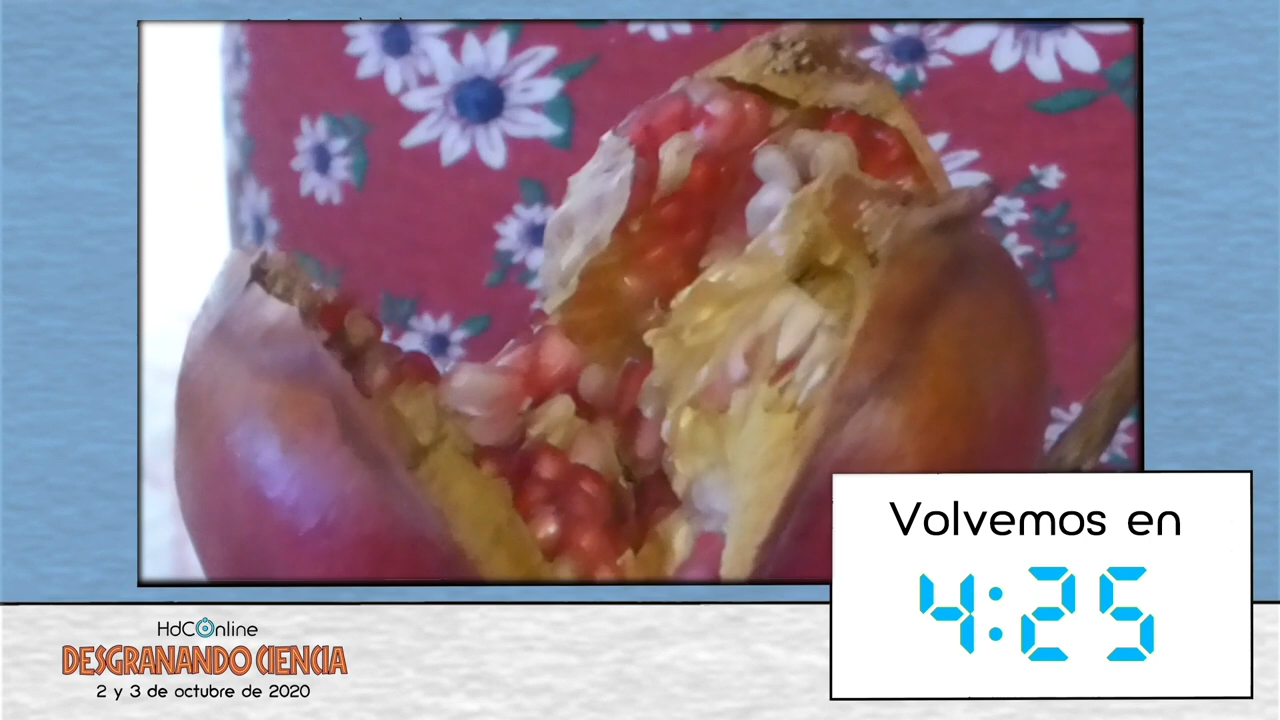 Volvemos en
4:25
HdCOnline
DESGRANANDO CIENCIA
2 y 3 de octubre de 2020